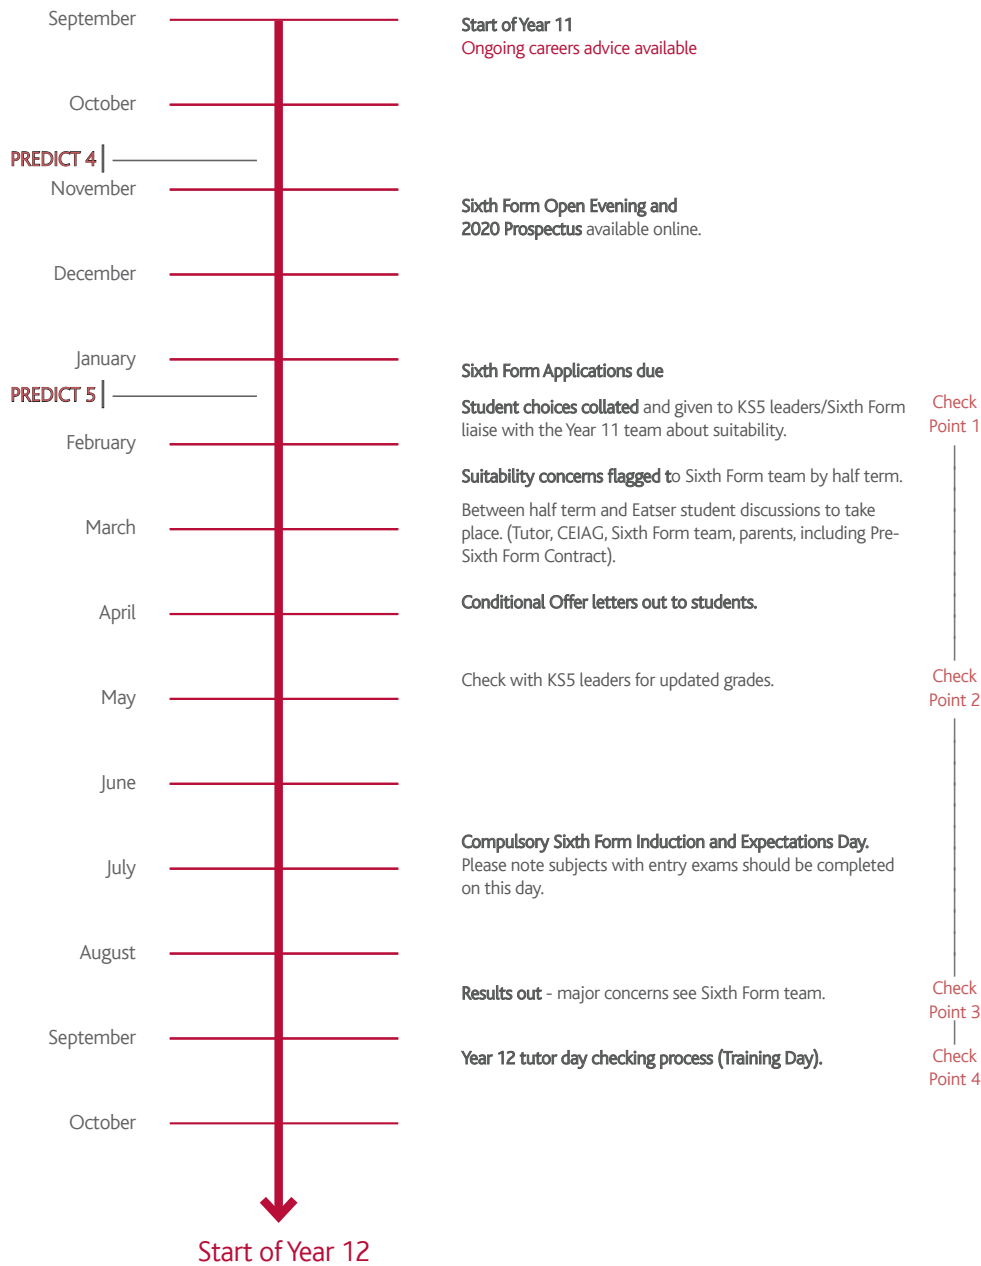 September
Start of Year 11
Ongoing careers advice available
October
PREDICT 4
November
Sixth Form Open Evening and
2020 Prospectus available online.
December
January
Sixth Form Applications due
PREDICT 5
Student choices collated and given to KS5 leaders/Sixth Form
liaise with the Year 11 team about suitability.
Check
Point 1
February
Suitability concerns flagged to Sixth Form team by half term.
Between half term and Eatser student discussions to take
place. (Tutor, CEIAG, Sixth Form team, parents, including Pre-
Sixth Form Contract).
March
April
Conditional Offer letters out to students.
Check with KS5 leaders for updated grades.
Check
Point 2
May
June
Compulsory Sixth Form Induction and Expectations Day.
Please note subjects with entry exams should be completed
on this day.
July
August
Results out - major concerns see Sixth Form team.
Check
Point 3
September
Year 12 tutor day checking process (Training Day).
Check
Point 4
October
Start of Year 12